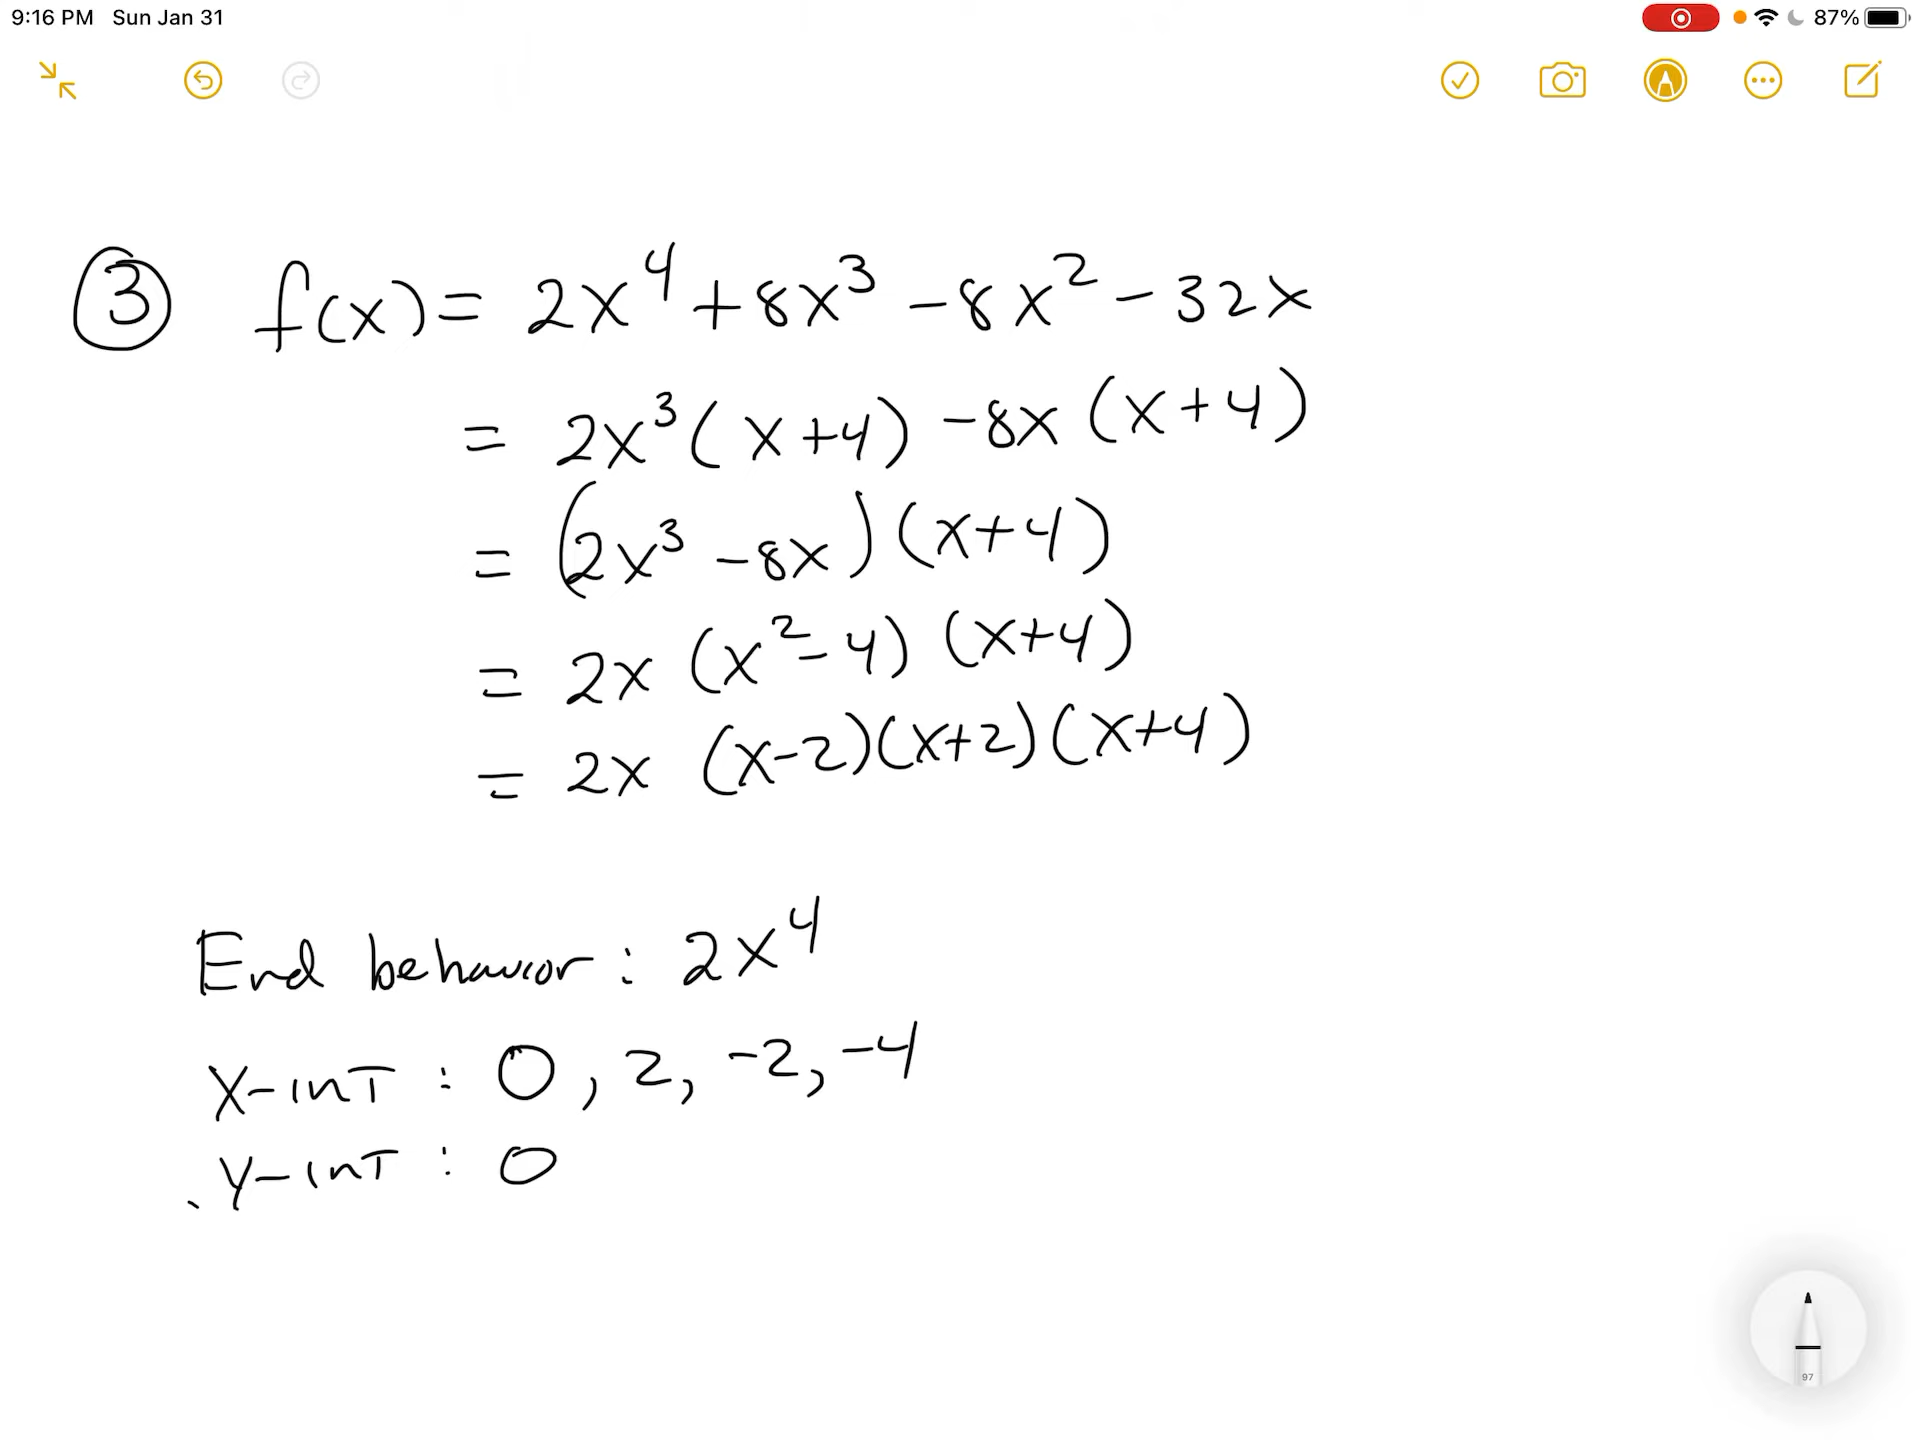 9:16 PM Sun Jan 31 87%
③ f(x) = 2x⁴ + 8x³ - 8x² - 32x
= 2x³(x+4) - 8x(x+4)
= (2x³ - 8x)(x+4)
= 2x (x² - 4) (x+4)
= 2x (x-2)(x+2)(x+4)
End behavior : 2x⁴
X-int : 0, 2, -2, -4
Y-int : 0
97